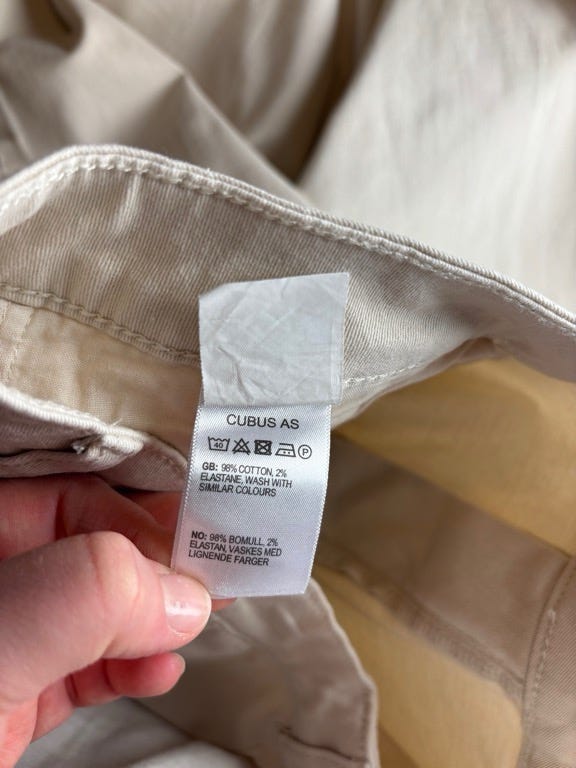 CUBUS AS
40 P
GB: 98% COTTON, 2%
ELASTANE, WASH WITH
SIMILAR COLOURS
NO: 98% BOMULL, 2%
ELASTAN, VASKES MED
LIGNENDE FARGER